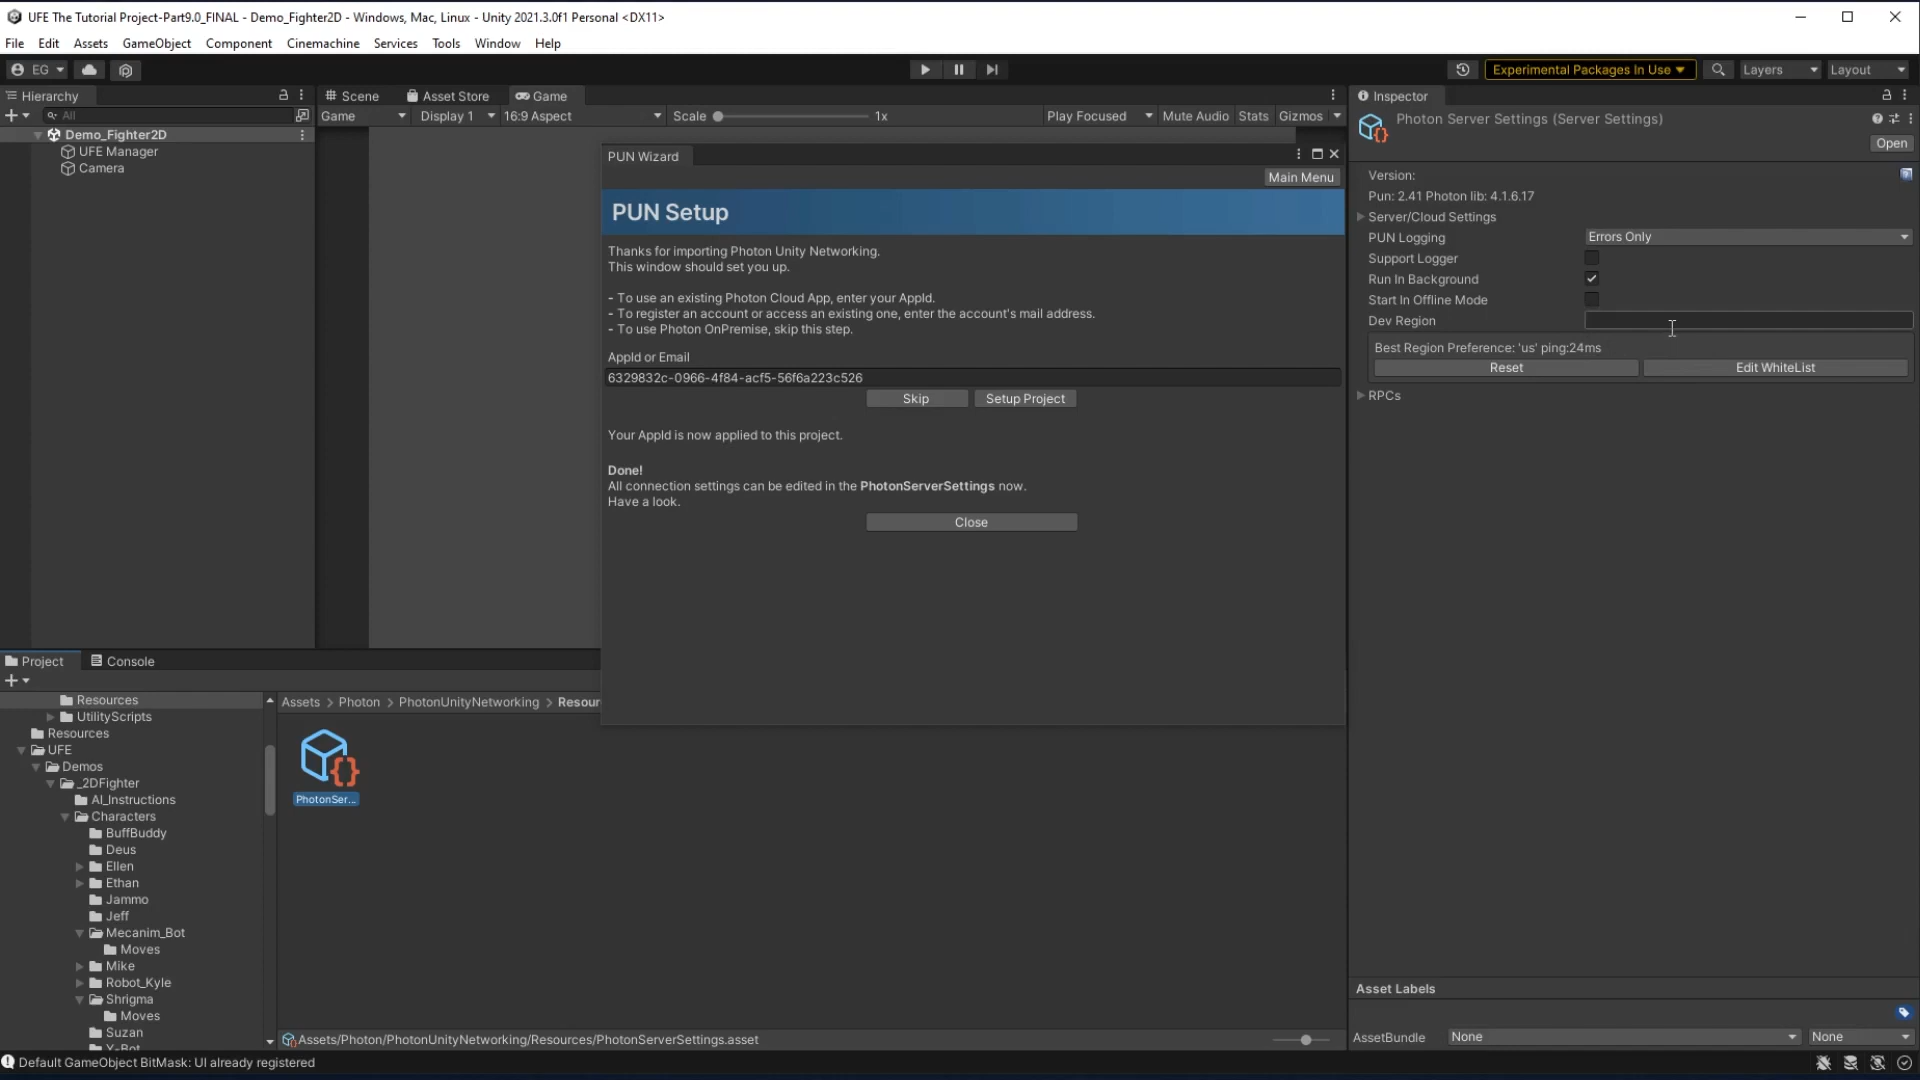 UFE The Tutorial Project-Part9.0_FINAL - Demo_Fighter2D - Windows, Mac, Linux - Unity 2021.3.0f1 Personal <DX11>
File Edit Assets GameObject Component Cinemachine Services Tools Window Help
EG Experimental Packages In Use Layers Layout
Hierarchy
All
Demo_Fighter2D
UFE Manager
Camera
Scene Asset Store Game
Game Display 1 16:9 Aspect Scale 1x Play Focused Mute Audio Stats Gizmos
PUN Wizard
Main Menu
PUN Setup
Thanks for importing Photon Unity Networking.
This window should set you up.
- To use an existing Photon Cloud App, enter your AppId.
- To register an account or access an existing one, enter the account's mail address.
- To use Photon OnPremise, skip this step.
AppId or Email
6329832c-0966-4f84-acf5-56f6a223c526
Skip Setup Project
Your AppId is now applied to this project.
Done!
All connection settings can be edited in the PhotonServerSettings now.
Have a look.
Close
Inspector
Photon Server Settings (Server Settings)
Open
Version:
Pun: 2.41 Photon lib: 4.1.6.17
Server/Cloud Settings
PUN Logging Errors Only
Support Logger
Run In Background
Start In Offline Mode
Dev Region
Best Region Preference: 'us' ping:24ms
Reset Edit WhiteList
RPCs
Project Console
Resources
UtilityScripts
Resources
UFE
Demos
_2DFighter
AI_Instructions
Characters
BuffBuddy
Deus
Ellen
Ethan
Jammo
Jeff
Mecanim_Bot
Moves
Mike
Robot_Kyle
Shrigma
Moves
Suzan
Y-Bot
Assets > Photon > PhotonUnityNetworking > Resour
PhotonSer...
Assets/Photon/PhotonUnityNetworking/Resources/PhotonServerSettings.asset
Asset Labels
AssetBundle None None
Default GameObject BitMask: UI already registered